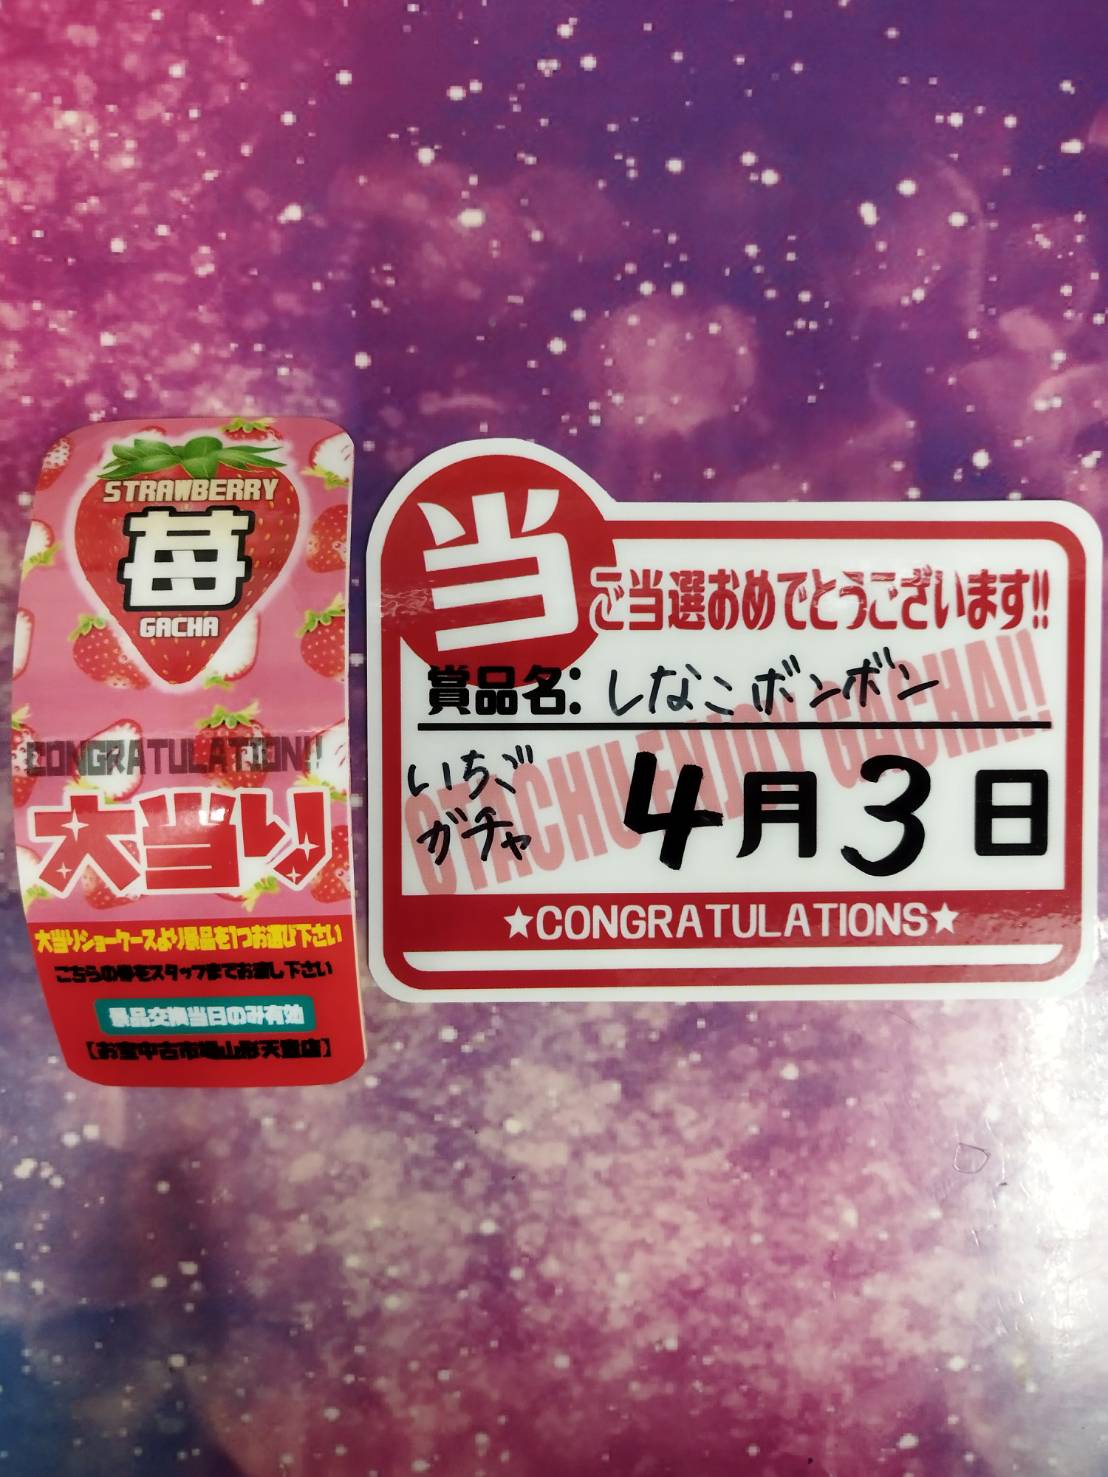 STRAWBERRY
苺
GACHA
CONGRATULATION!!
大当り
大当りショーケースより景品を1つお選び下さい
こちらの券をスタッフまでお渡し下さい
景品交換当日のみ有効
【お宝中古市場山形天童店】
当
ご当選おめでとうございます!!
賞品名: しなこボンボン
いちご
ガチャ
4月3日
OTACHU ENJOY GACHA!!
★CONGRATULATIONS★